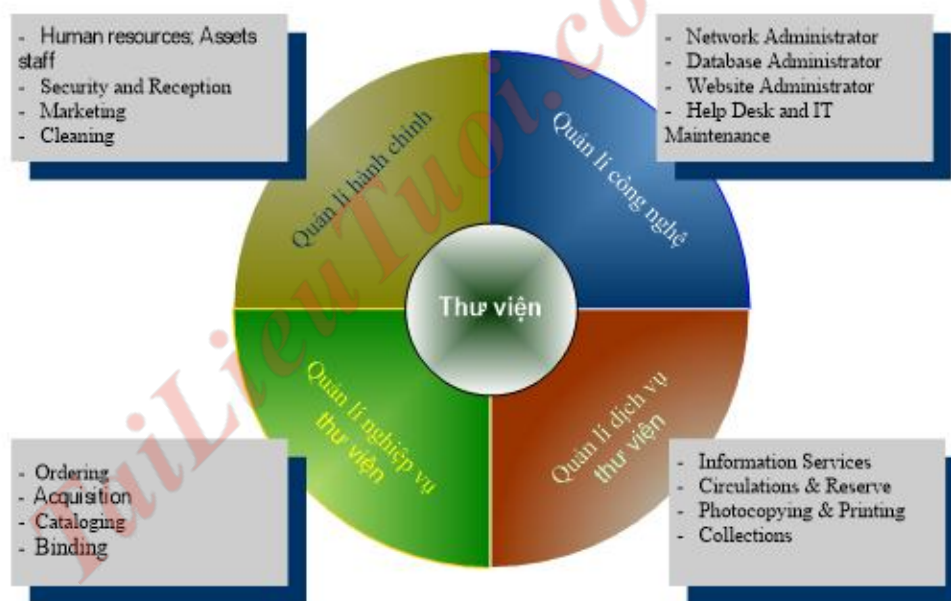 - Human resources; Assets
staff
- Security and Reception
- Marketing
- Cleaning
- Network Administrator
- Database Administrator
- Website Administrator
- Help Desk and IT
Maintenance
Quản lí hành chính
Quản lí công nghệ
Thư viện
Quản lí nghiệp vụ
thư viện
Quản lí dịch vụ
thư viện
- Ordering
- Acquisition
- Cataloging
- Binding
- Information Services
- Circulations & Reserve
- Photocopying & Printing
- Collections
TaiLieuTuoi.co